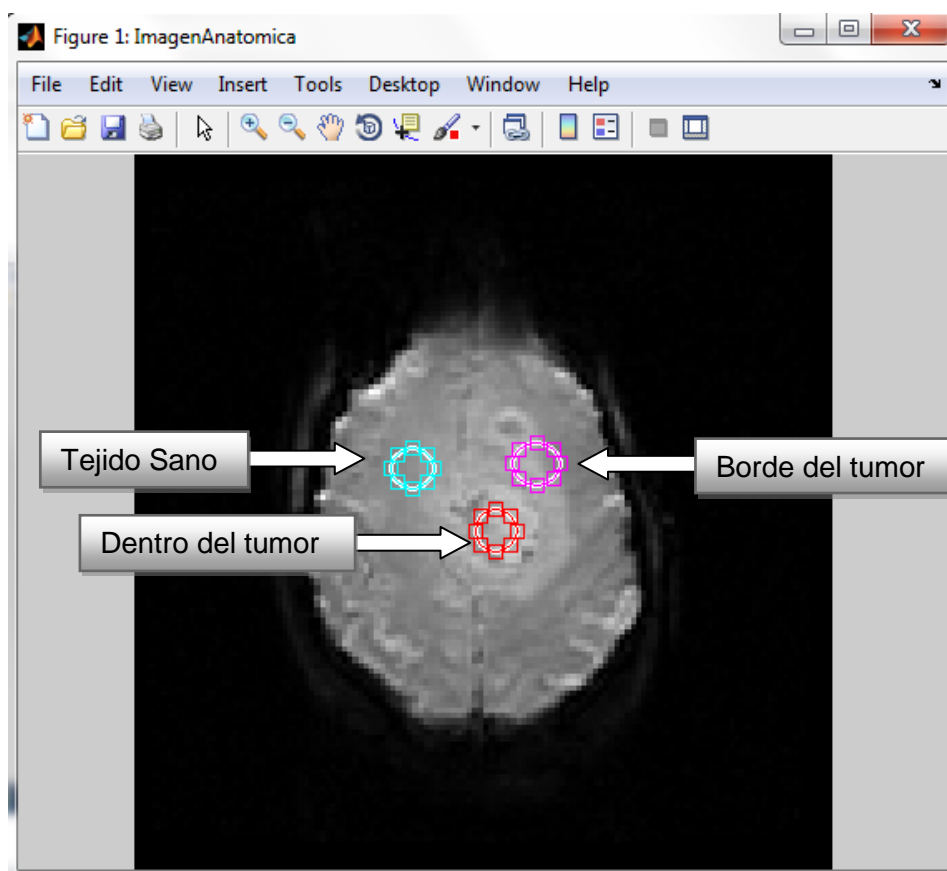 Figure 1: ImagenAnatomica
File Edit View Insert Tools Desktop Window Help
Tejido Sano
Borde del tumor
Dentro del tumor